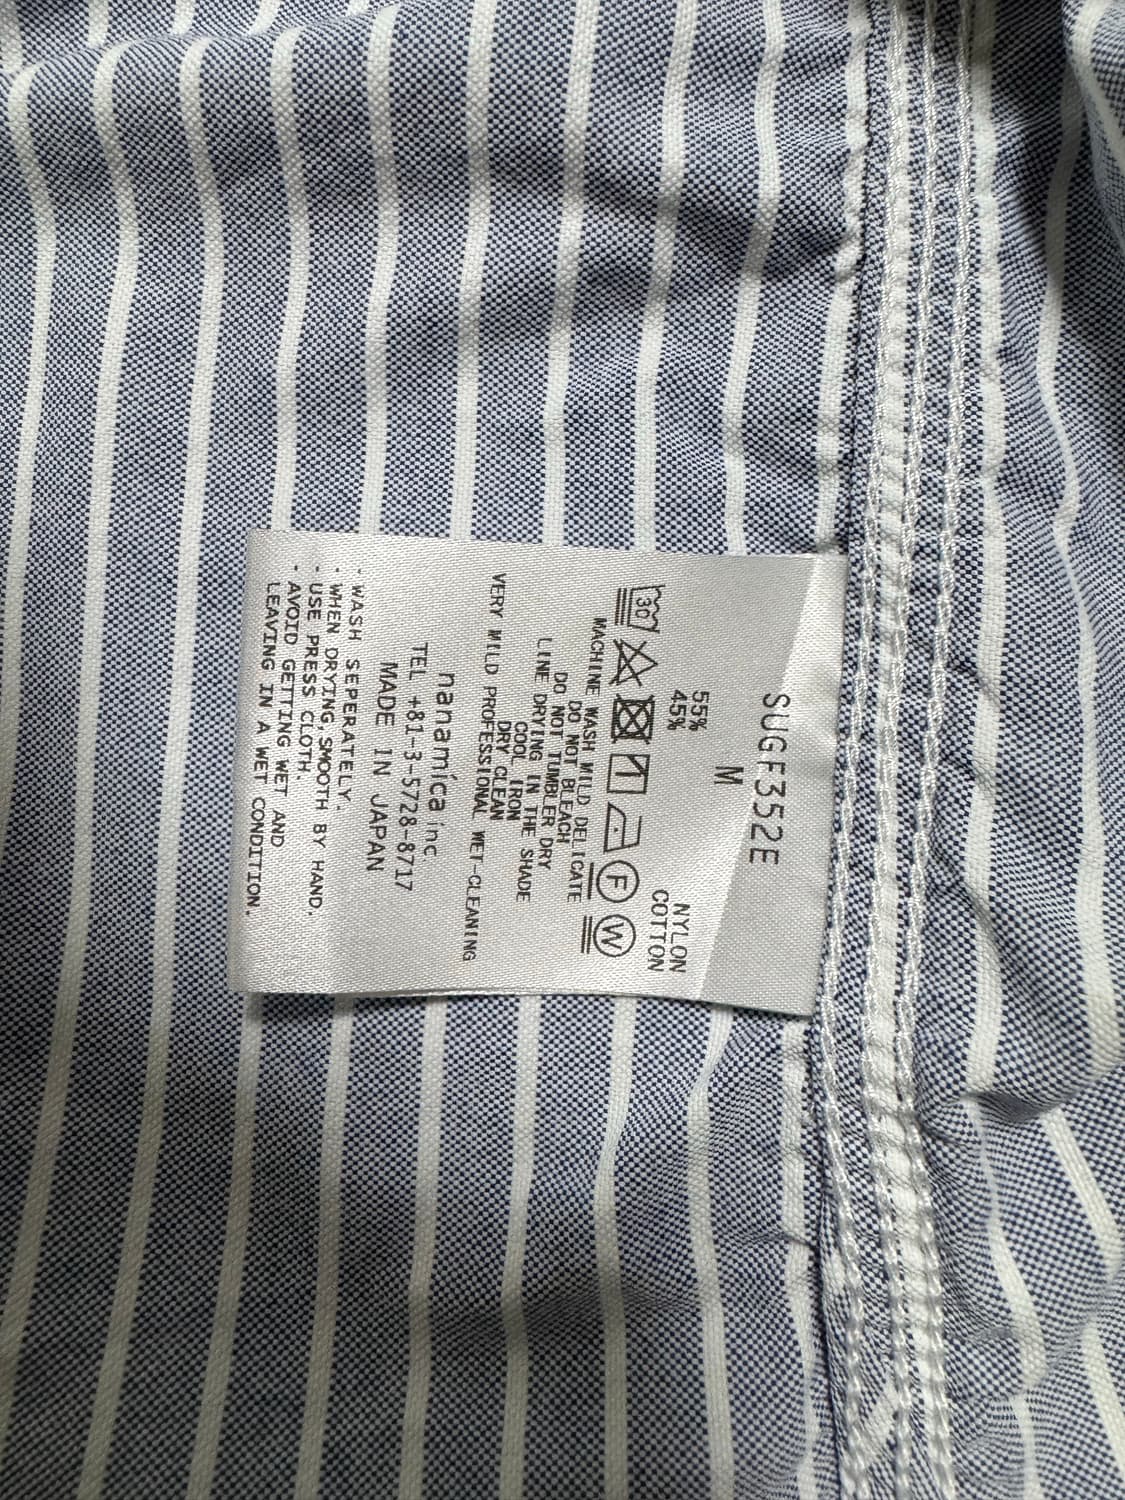 SUGF352E
M
55% NYLON
45% COTTON
30 F W
MACHINE WASH MILD DELICATE
DO NOT BLEACH
DO NOT TUMBLER DRY
LINE DRYING IN THE SHADE
COOL IRON
DRY CLEAN
VERY MILD PROFESSIONAL WET-CLEANING
nanamíca inc.
TEL +81-3-5728-8717
MADE IN JAPAN
· WASH SEPERATELY.
· WHEN DRYING,SMOOTH BY HAND.
· USE PRESS CLOTH.
· AVOID GETTING WET AND
LEAVING IN A WET CONDITION.